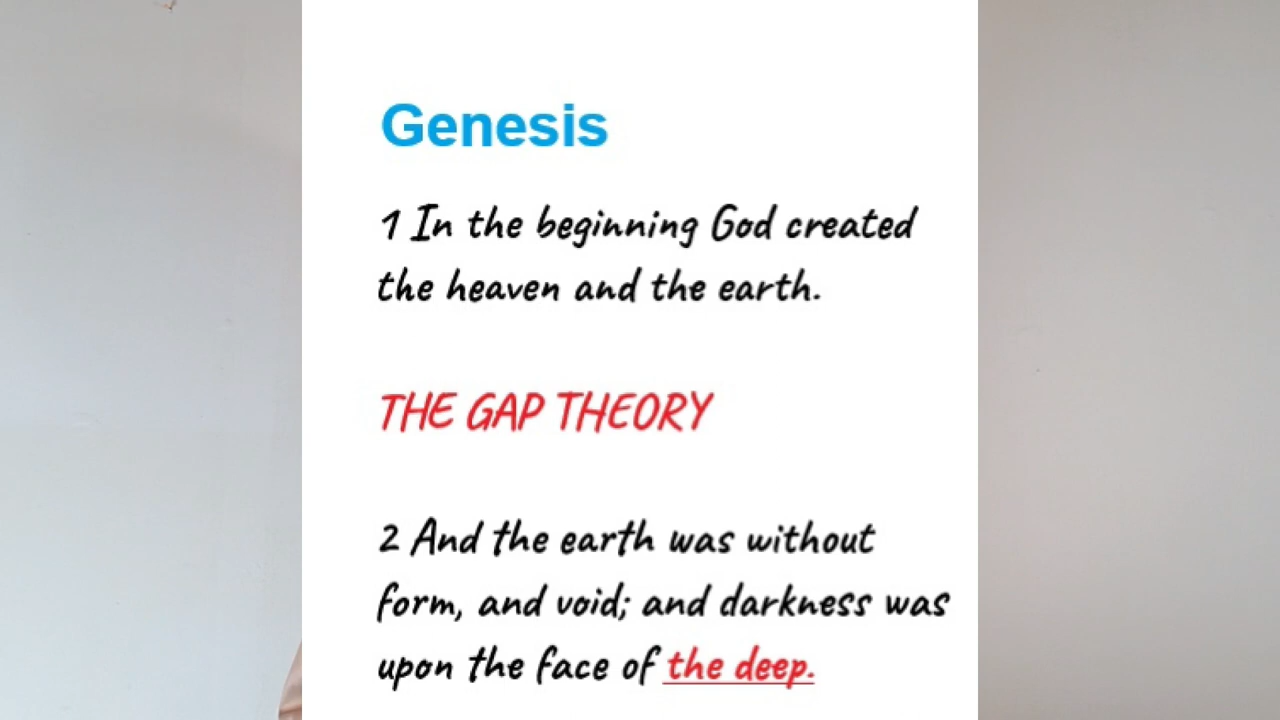 Genesis
1 In the beginning God created
the heaven and the earth.
THE GAP THEORY
2 And the earth was without
form, and void; and darkness was
upon the face of the deep.